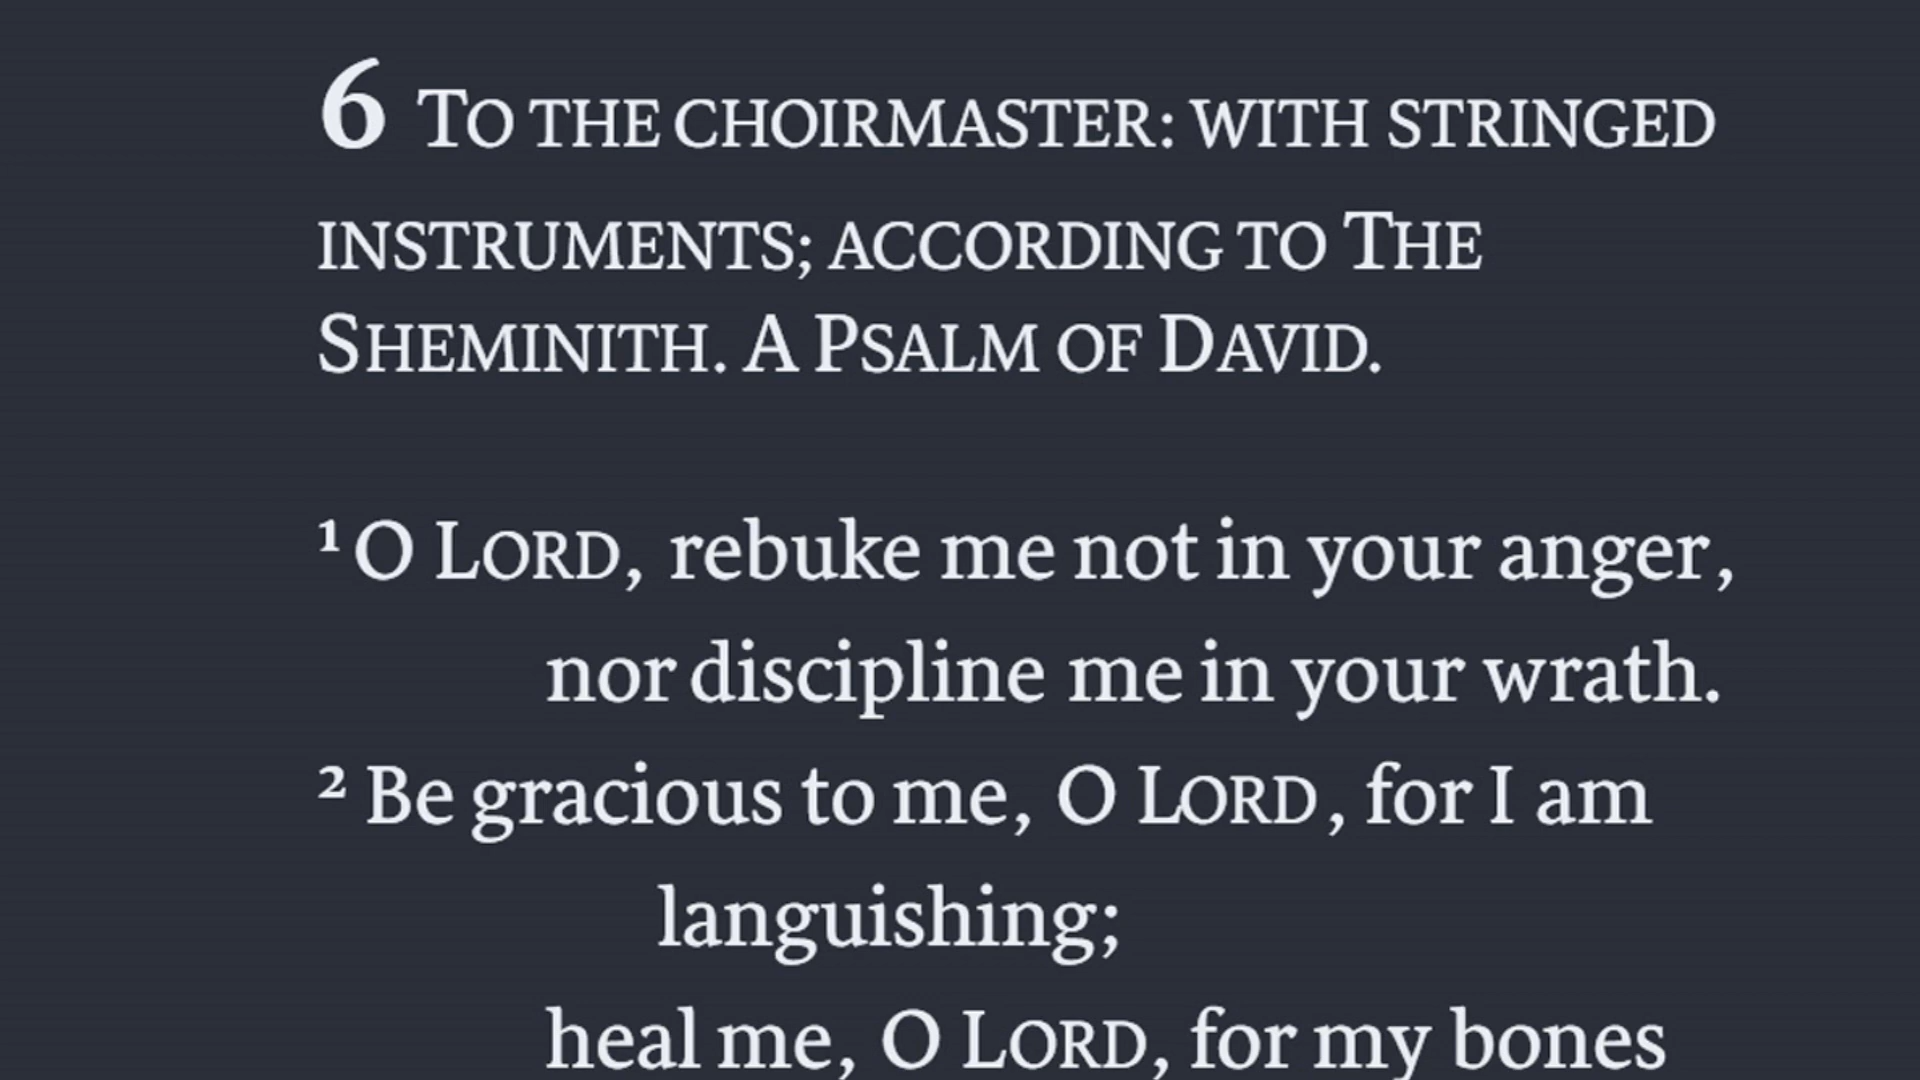 6 To the choirmaster: with stringed
instruments; according to The
Sheminith. A Psalm of David.
1 O Lord, rebuke me not in your anger,
nor discipline me in your wrath.
2 Be gracious to me, O Lord, for I am
languishing;
heal me, O Lord, for my bones